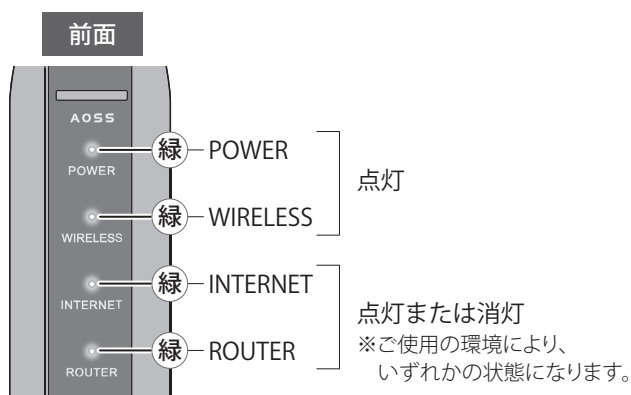 前面
AOSS
POWER
緑 POWER
WIRELESS
緑 WIRELESS
点灯
INTERNET
緑 INTERNET
ROUTER
緑 ROUTER
点灯または消灯
※ご使用の環境により、
いずれかの状態になります。